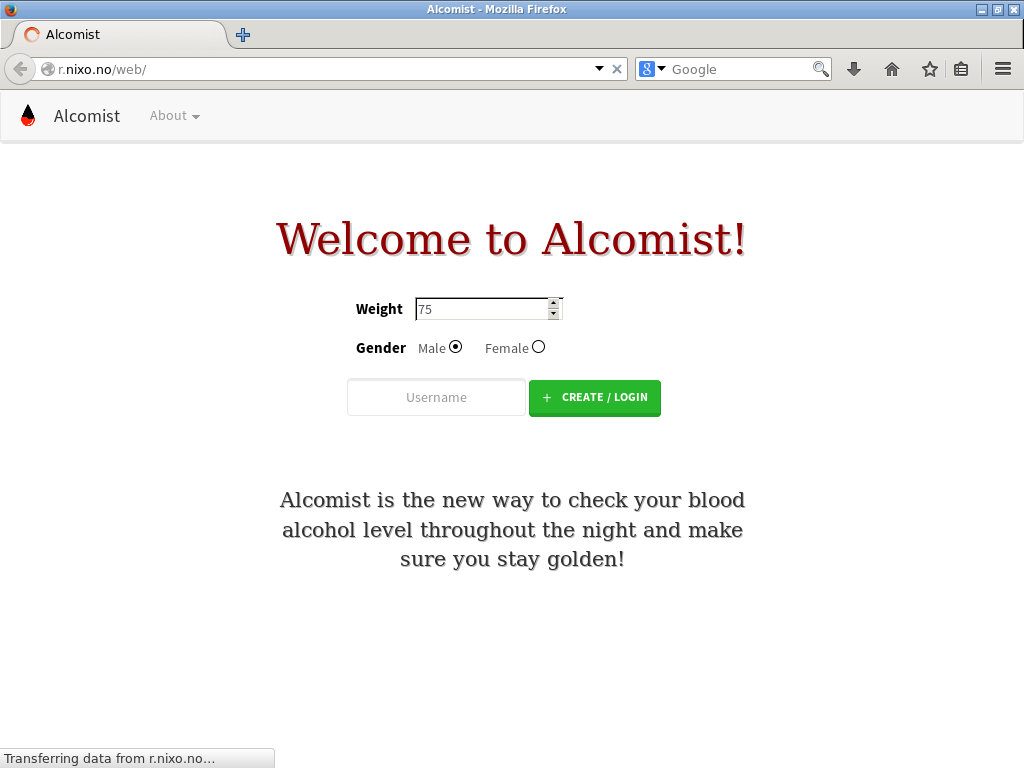 Alcomist - Mozilla Firefox
Alcomist
r.nixo.no/web/
Google
Alcomist About
Welcome to Alcomist!
Weight 75
Gender Male Female
Username + CREATE / LOGIN
Alcomist is the new way to check your blood
alcohol level throughout the night and make
sure you stay golden!
Transferring data from r.nixo.no...